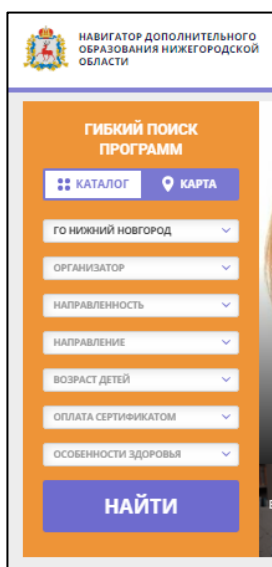 НАВИГАТОР ДОПОЛНИТЕЛЬНОГО
ОБРАЗОВАНИЯ НИЖЕГОРОДСКОЙ
ОБЛАСТИ
ГИБКИЙ ПОИСК
ПРОГРАММ
КАТАЛОГ
КАРТА
ГО НИЖНИЙ НОВГОРОД
ОРГАНИЗАТОР
НАПРАВЛЕННОСТЬ
НАПРАВЛЕНИЕ
ВОЗРАСТ ДЕТЕЙ
ОПЛАТА СЕРТИФИКАТОМ
ОСОБЕННОСТИ ЗДОРОВЬЯ
НАЙТИ